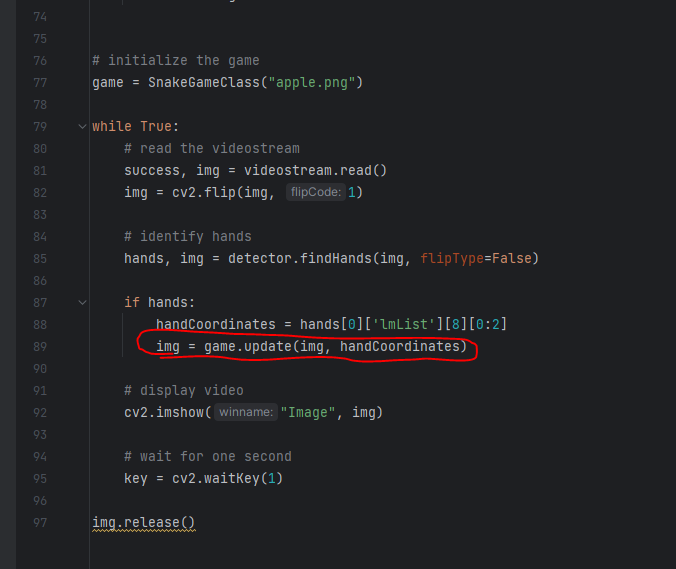 74
75
76 # initialize the game
77 game = SnakeGameClass("apple.png")
78
79 while True:
80 # read the videostream
81 success, img = videostream.read()
82 img = cv2.flip(img, flipCode: 1)
83
84 # identify hands
85 hands, img = detector.findHands(img, flipType=False)
86
87 if hands:
88 handCoordinates = hands[0]['lmList'][8][0:2]
89 img = game.update(img, handCoordinates)
90
91 # display video
92 cv2.imshow( winname: "Image", img)
93
94 # wait for one second
95 key = cv2.waitKey(1)
96
97 img.release()